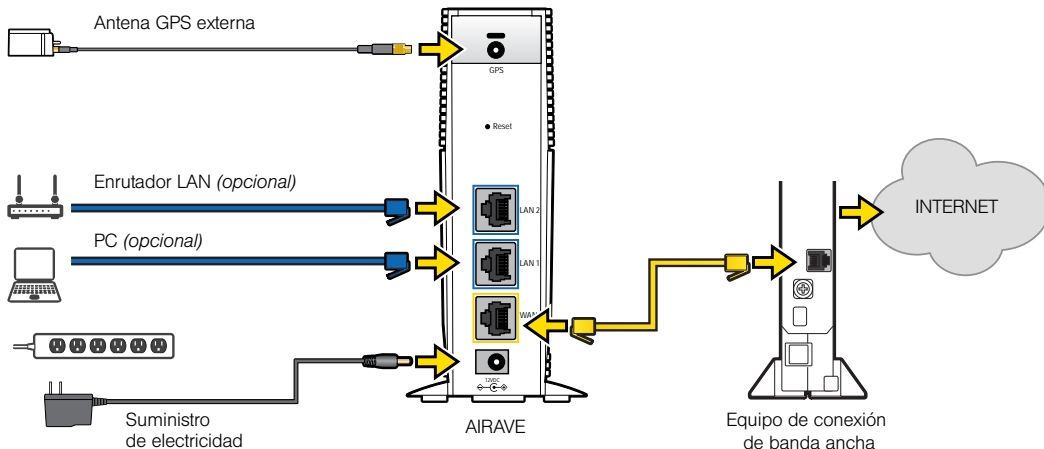 Antena GPS externa
GPS
Reset
Enrutador LAN (opcional)
LAN 2
PC (opcional)
LAN 1
WAN
INTERNET
12VDC
Suministro
de electricidad
AIRAVE
Equipo de conexión
de banda ancha